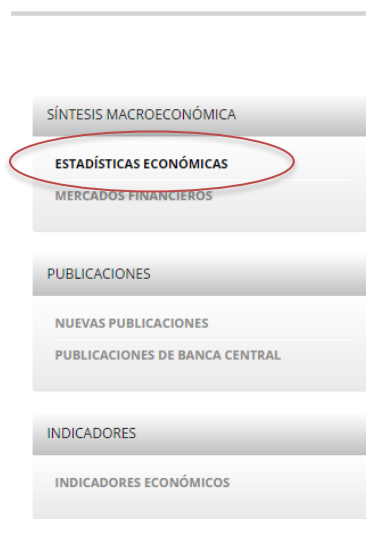 SÍNTESIS MACROECONÓMICA
ESTADÍSTICAS ECONÓMICAS
MERCADOS FINANCIEROS
PUBLICACIONES
NUEVAS PUBLICACIONES
PUBLICACIONES DE BANCA CENTRAL
INDICADORES
INDICADORES ECONÓMICOS